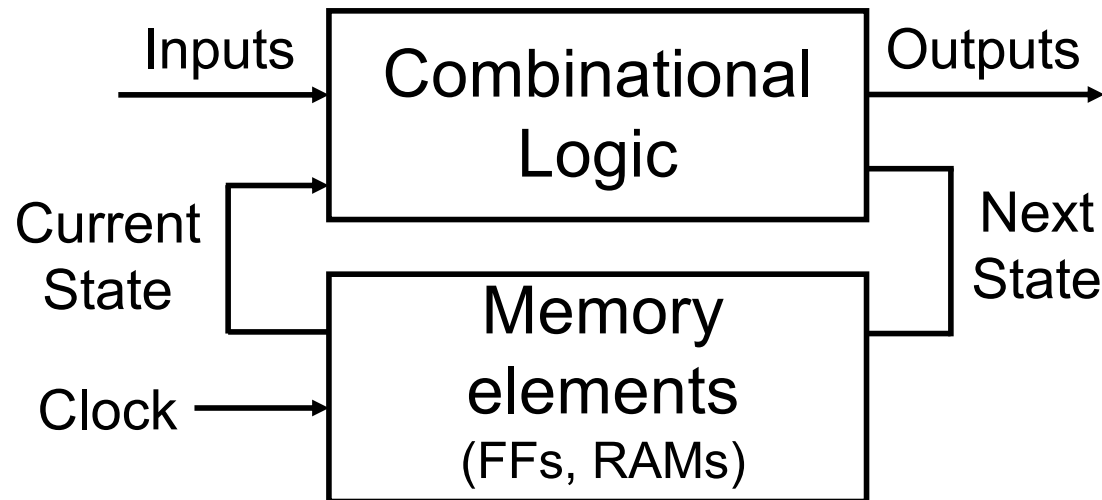 Inputs
Combinational
Logic
Outputs
Current
State
Next
State
Memory
elements
(FFs, RAMs)
Clock